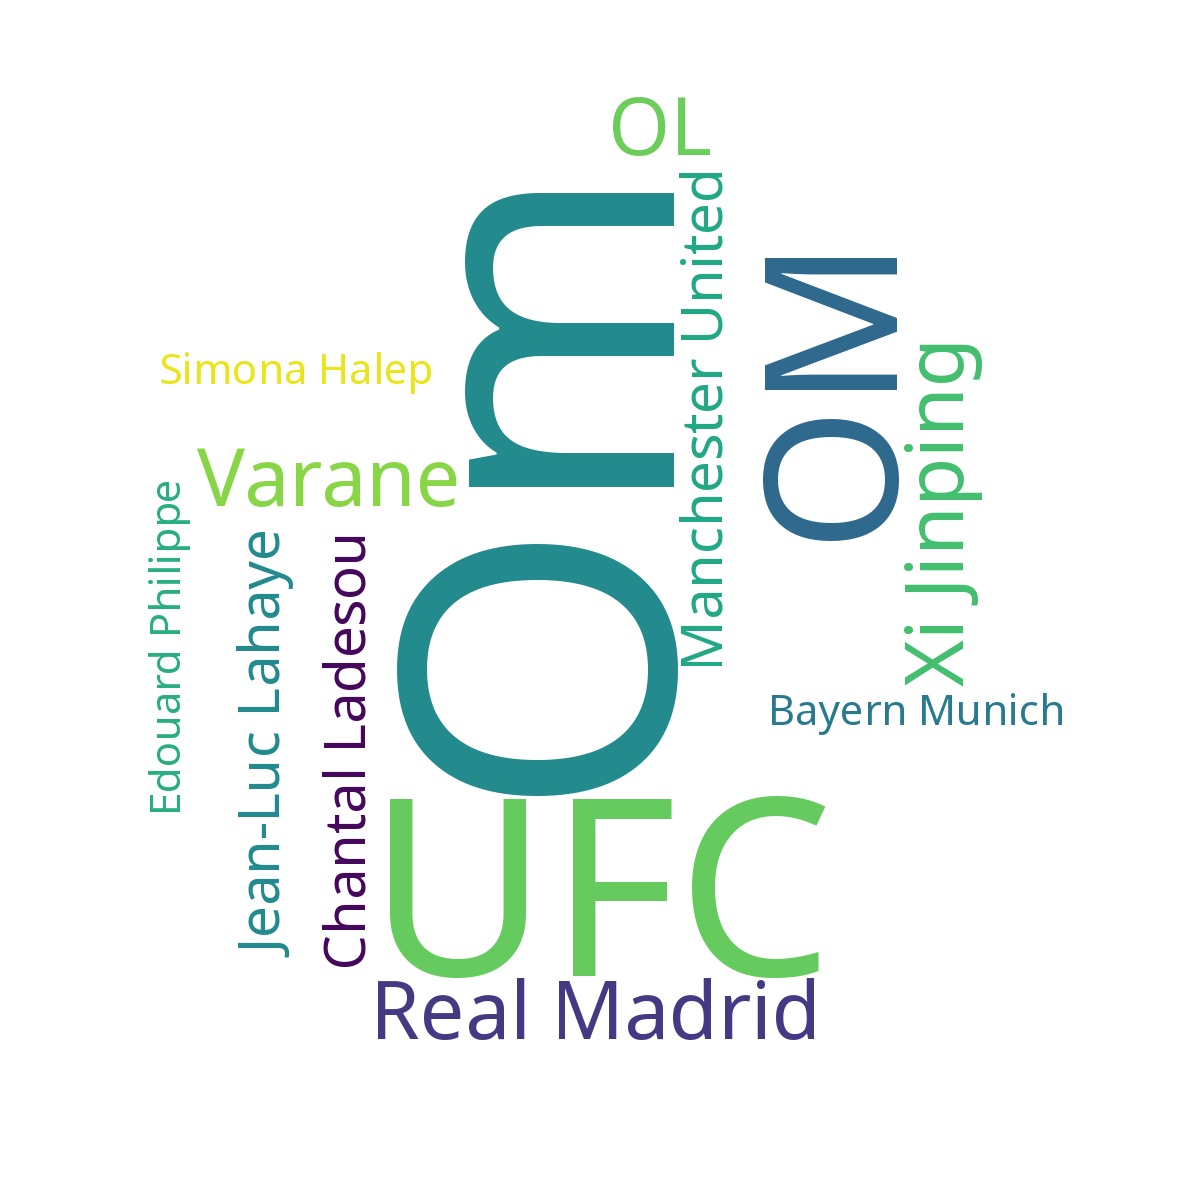 OL
Om
Manchester United
OM
Xi Jinping
Simona Halep
Varane
Edouard Philippe
Jean-Luc Lahaye
Chantal Ladesou
Bayern Munich
UFC
Real Madrid